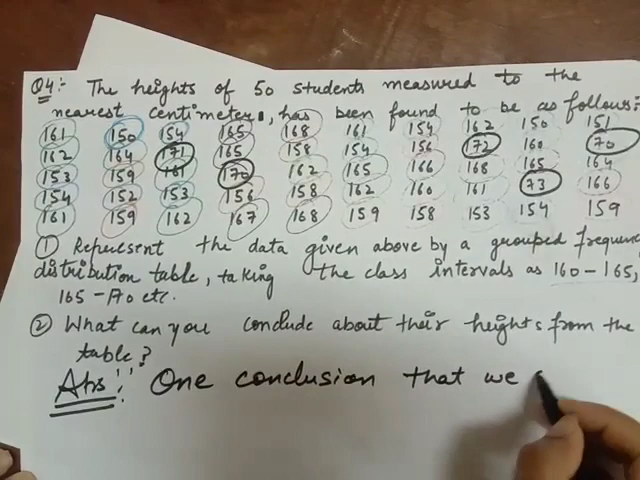 Q4:- The heights of 50 students measured to the
nearest centimeter, has been found to be as follows:-
161 150 154 165 168 161 154 162 150 151
162 164 171 165 158 154 156 172 160 70
153 159 161 170 162 165 166 168 165 164
154 152 153 156 158 162 160 161 73 166
161 159 162 167 168 159 158 153 154 159
① Represent the data given above by a grouped frequenc
distribution table, taking the class intervals as 160-165,
165-170 etc.
② What can you conclude about their heights from the
table?
Ans:- One conclusion that we